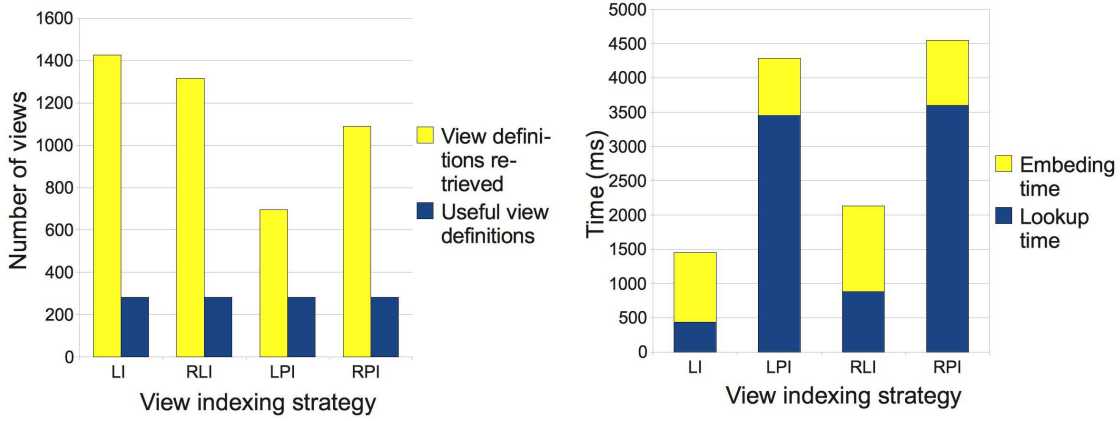 1600
1400
1200
1000
800
600
400
200
0
Number of views
LI RLI LPI RPI
View indexing strategy
View defini-
tions re-
trieved
Useful view
definitions
5000
4500
4000
3500
3000
2500
2000
1500
1000
500
0
Time (ms)
LI LPI RLI RPI
View indexing strategy
Embeding
time
Lookup
time